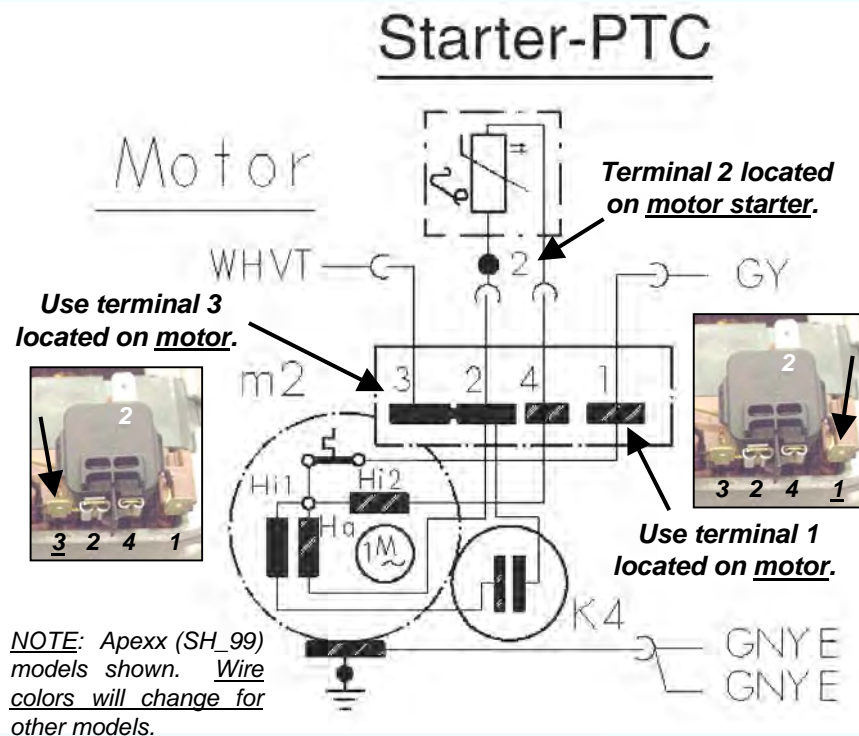 Starter-PTC
Motor
Terminal 2 located
on motor starter.
2
WHVT
GY
Use terminal 3
located on motor.
m2
3 2 4 1
2
3 2 4 1
2
3 2 4 1
Hi1
Hi2
Ha
1M
~
Use terminal 1
located on motor.
K4
NOTE: Apexx (SH_99)
models shown. Wire
colors will change for
other models.
GNYE
GNYE